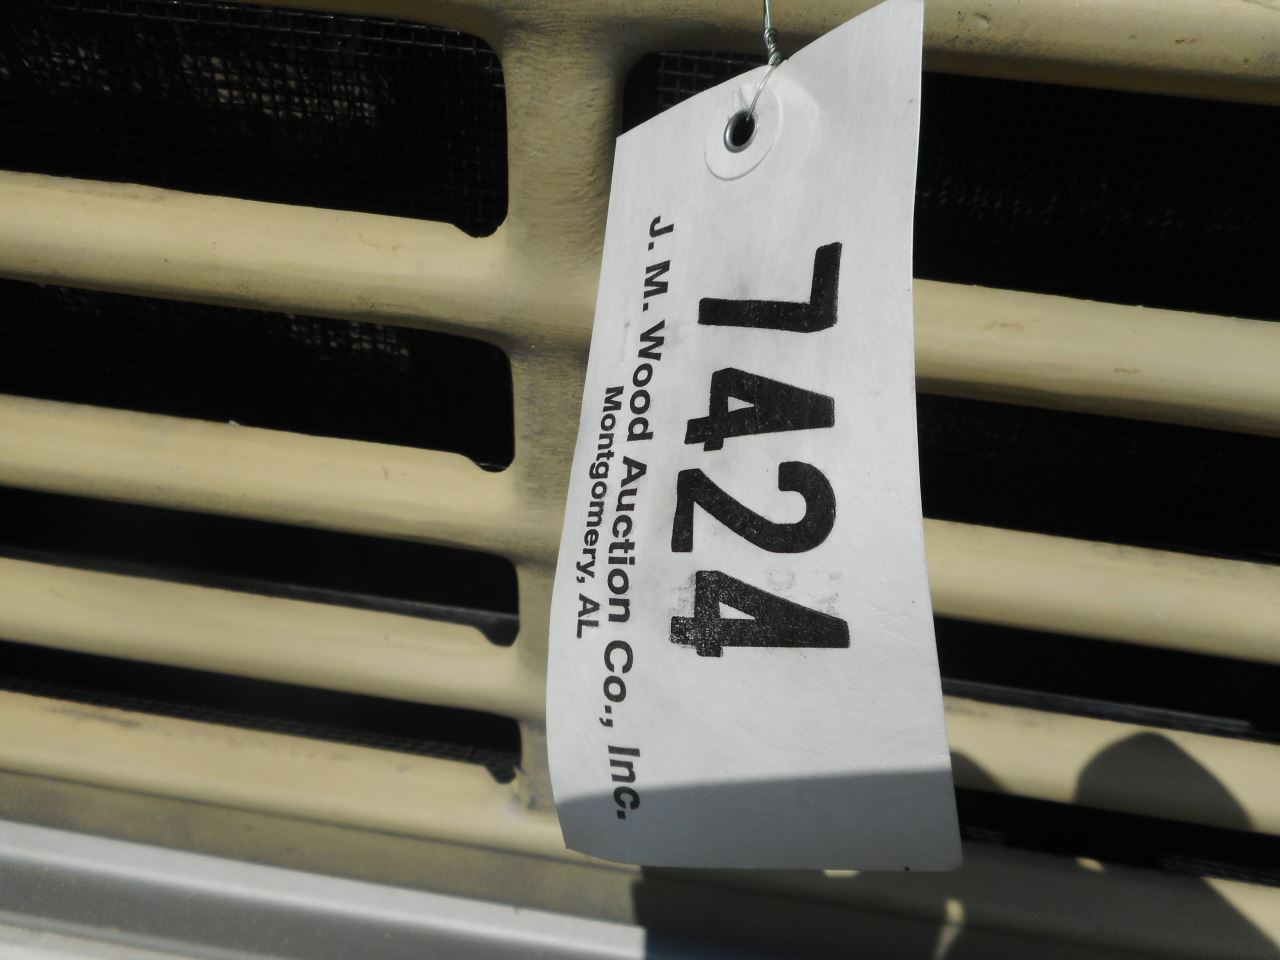 7424
J. M. Wood Auction Co., Inc.
Montgomery, AL